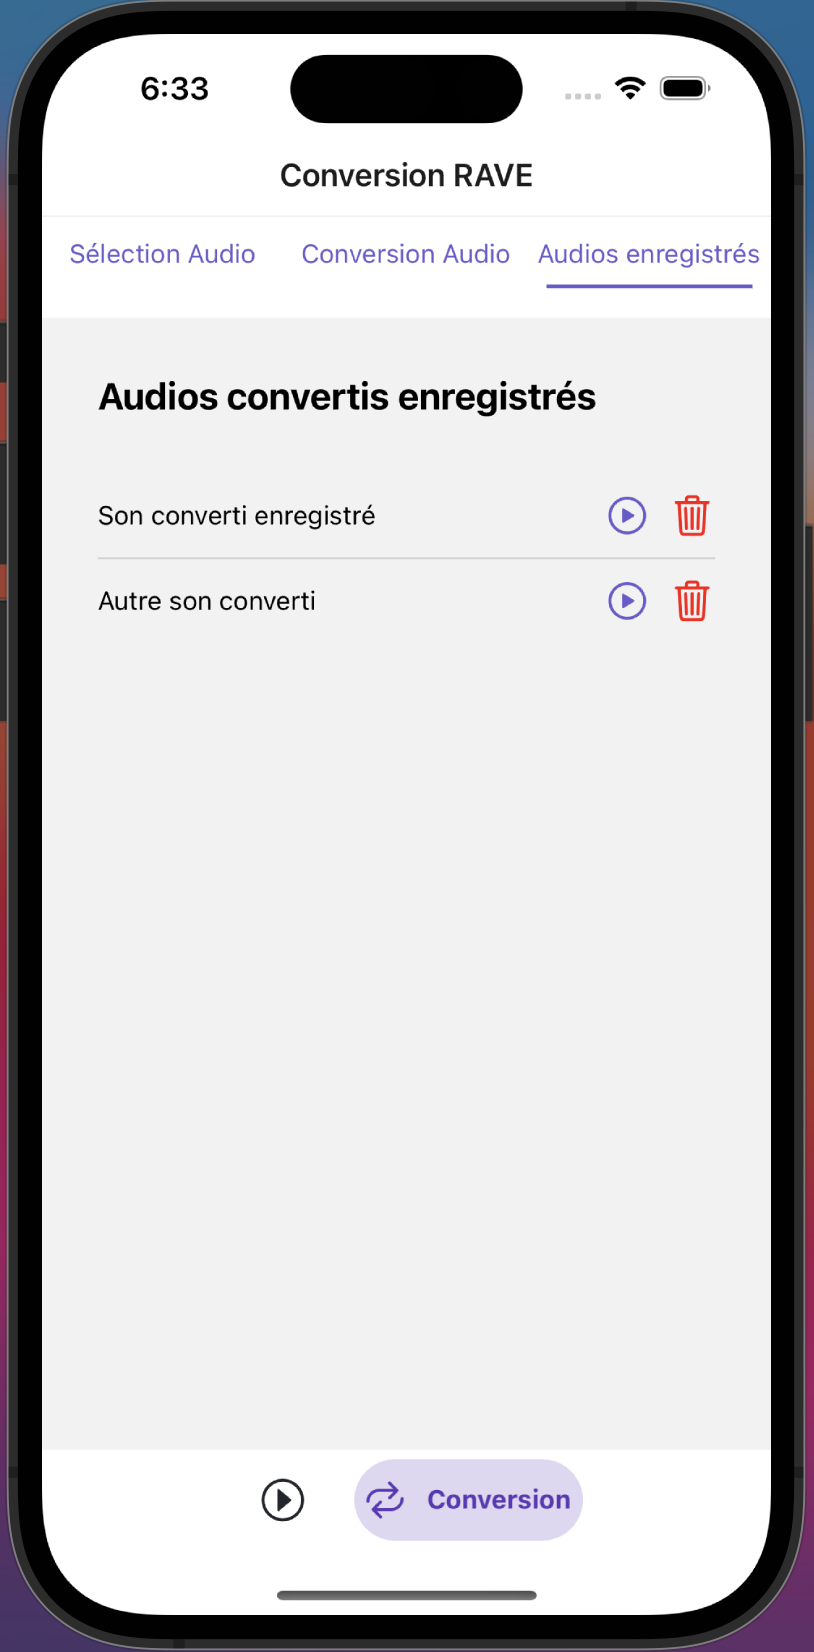 6:33
Conversion RAVE
Sélection Audio
Conversion Audio
Audios enregistrés
Audios convertis enregistrés
Son converti enregistré
Autre son converti
Conversion